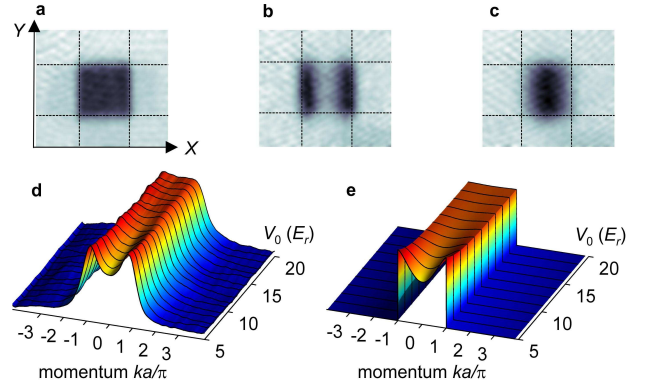 a
b
c
Y
X
d
e
V0 (Er)
V0 (Er)
20
15
10
5
20
15
10
5
-3 -2 -1 0 1 2 3
-3 -2 -1 0 1 2 3
momentum ka/π
momentum ka/π